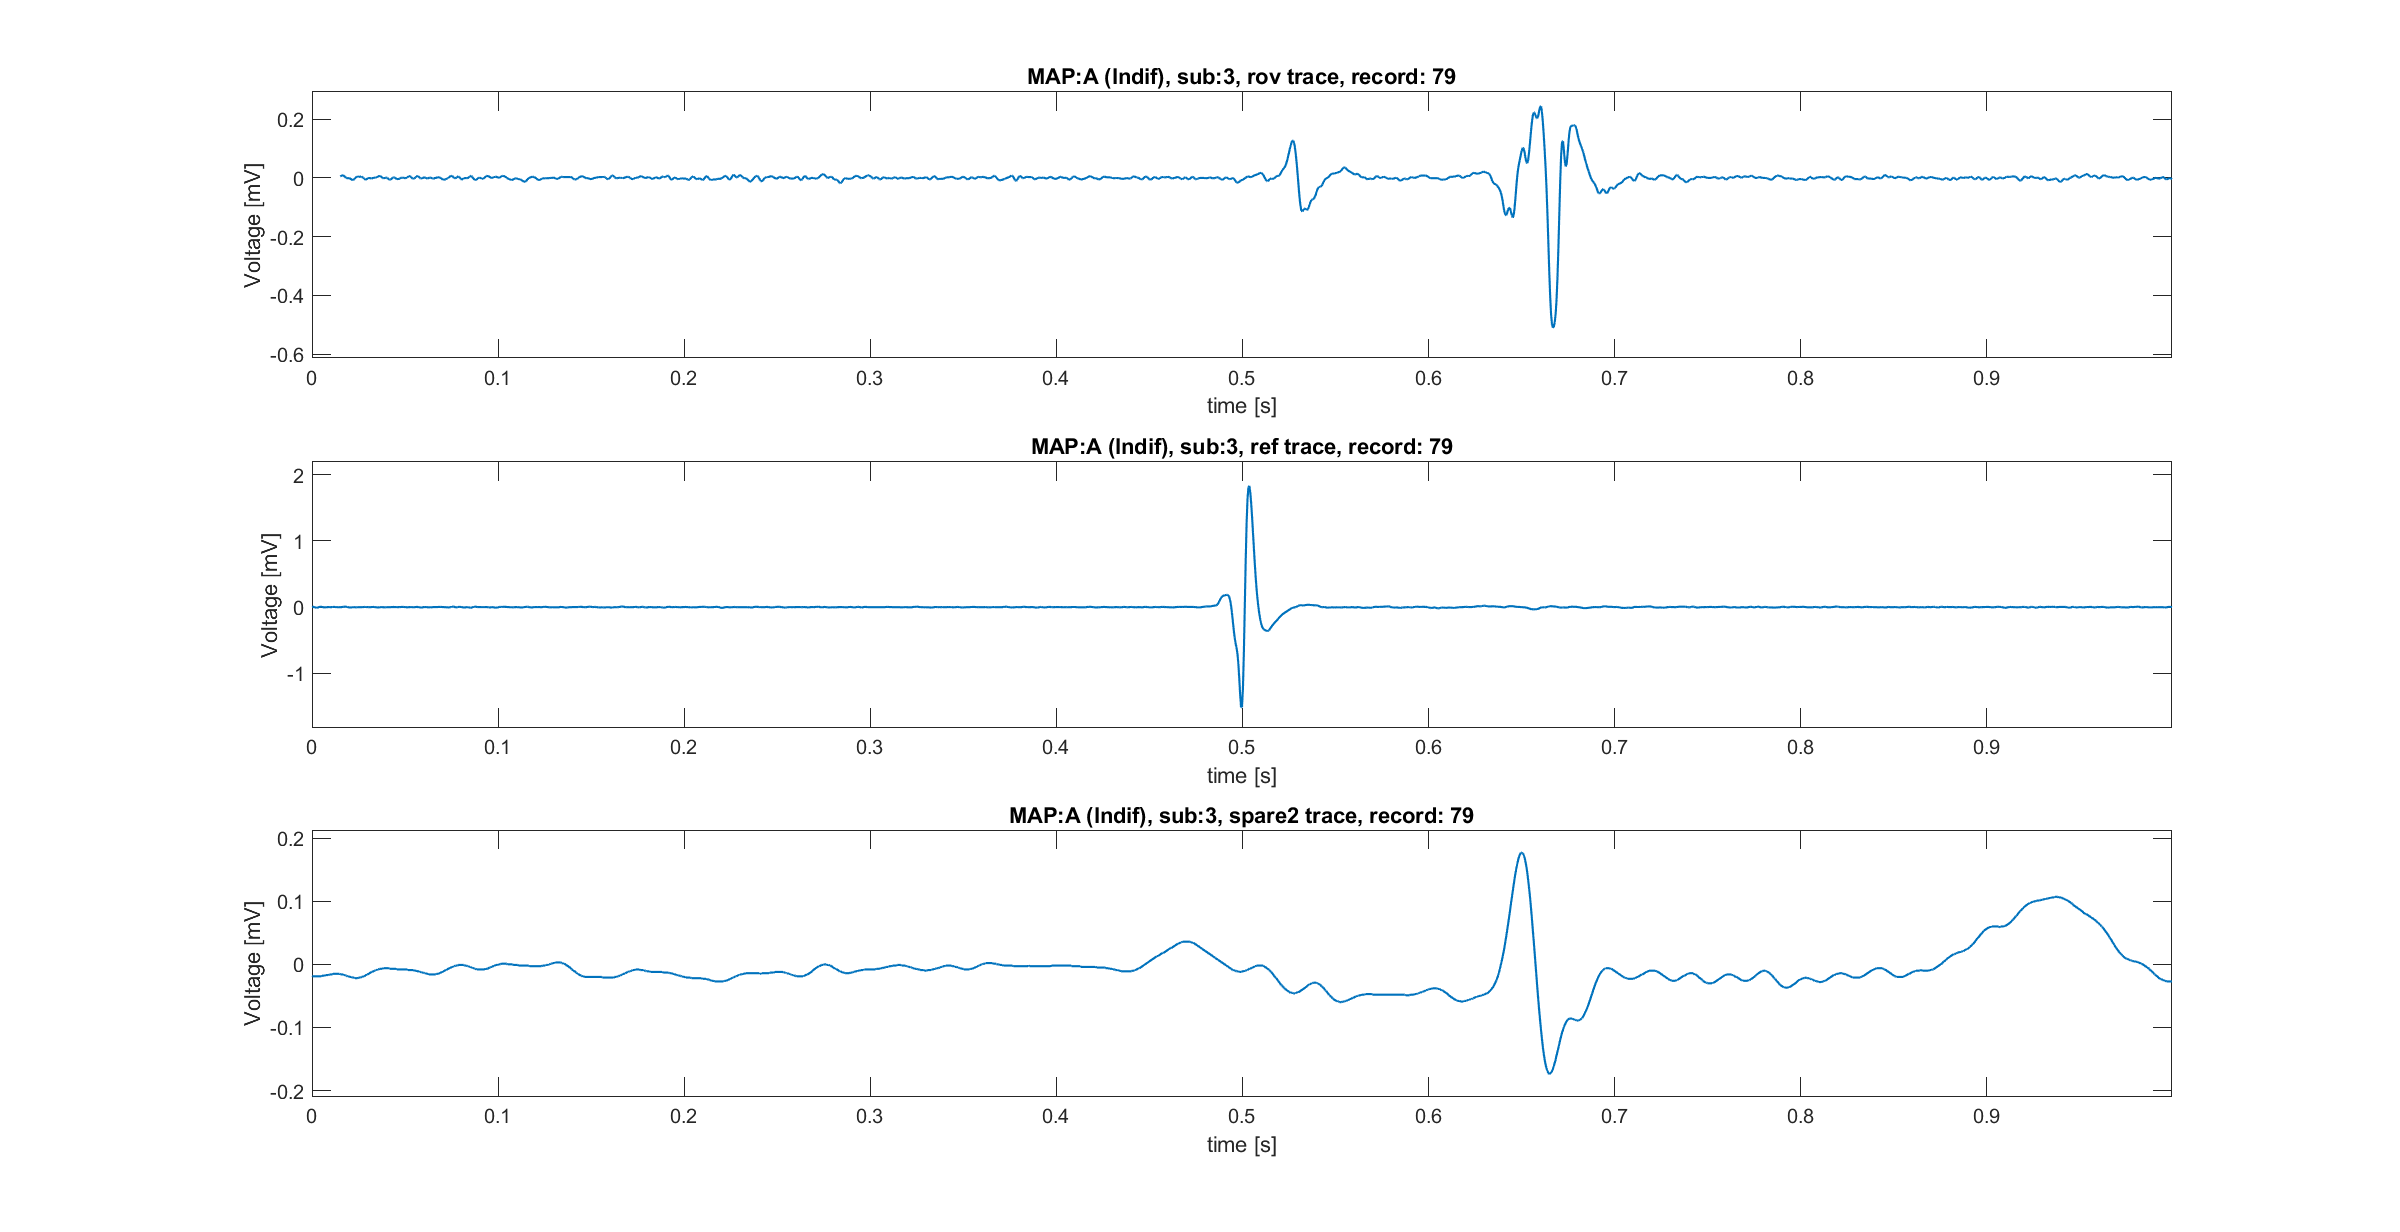 MAP:A (Indif), sub:3, rov trace, record: 79
Voltage [mV]
0.2
0
-0.2
-0.4
-0.6
0 0.1 0.2 0.3 0.4 0.5 0.6 0.7 0.8 0.9
time [s]
MAP:A (Indif), sub:3, ref trace, record: 79
Voltage [mV]
2
1
0
-1
0 0.1 0.2 0.3 0.4 0.5 0.6 0.7 0.8 0.9
time [s]
MAP:A (Indif), sub:3, spare2 trace, record: 79
Voltage [mV]
0.2
0.1
0
-0.1
-0.2
0 0.1 0.2 0.3 0.4 0.5 0.6 0.7 0.8 0.9
time [s]